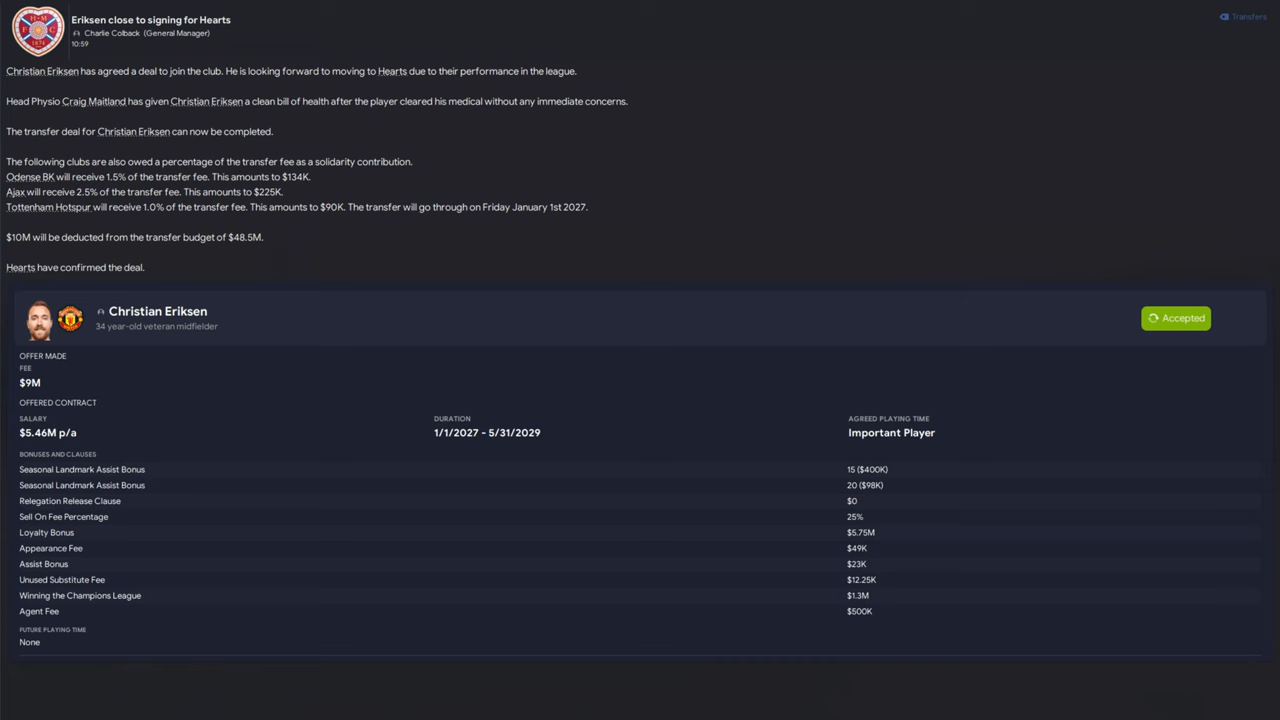 Eriksen close to signing for Hearts
Charlie Colback (General Manager)
10:59
Transfers
Christian Eriksen has agreed a deal to join the club. He is looking forward to moving to Hearts due to their performance in the league.
Head Physio Craig Maitland has given Christian Eriksen a clean bill of health after the player cleared his medical without any immediate concerns.
The transfer deal for Christian Eriksen can now be completed.
The following clubs are also owed a percentage of the transfer fee as a solidarity contribution.
Odense BK will receive 1.5% of the transfer fee. This amounts to $134K.
Ajax will receive 2.5% of the transfer fee. This amounts to $225K.
Tottenham Hotspur will receive 1.0% of the transfer fee. This amounts to $90K. The transfer will go through on Friday January 1st 2027.
$10M will be deducted from the transfer budget of $48.5M.
Hearts have confirmed the deal.
Christian Eriksen
34 year-old veteran midfielder
Accepted
OFFER MADE
FEE
$9M
OFFERED CONTRACT
SALARY DURATION AGREED PLAYING TIME
$5.46M p/a 1/1/2027 - 5/31/2029 Important Player
BONUSES AND CLAUSES
Seasonal Landmark Assist Bonus 15 ($400K)
Seasonal Landmark Assist Bonus 20 ($98K)
Relegation Release Clause $0
Sell On Fee Percentage 25%
Loyalty Bonus $5.75M
Appearance Fee $49K
Assist Bonus $23K
Unused Substitute Fee $12.25K
Winning the Champions League $1.3M
Agent Fee $500K
FUTURE PLAYING TIME
None